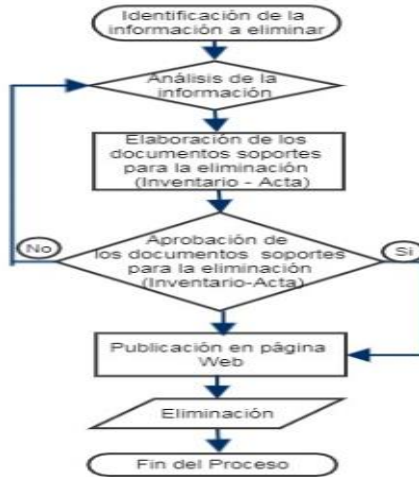 Identificación de la
información a eliminar
Análisis de la
información
Elaboración de los
documentos soportes
para la eliminación
(Inventario - Acta)
No
Aprobación de
los documentos soportes
para la eliminación
(Inventario-Acta)
Si
Publicación en página
Web
Eliminación
Fin del Proceso